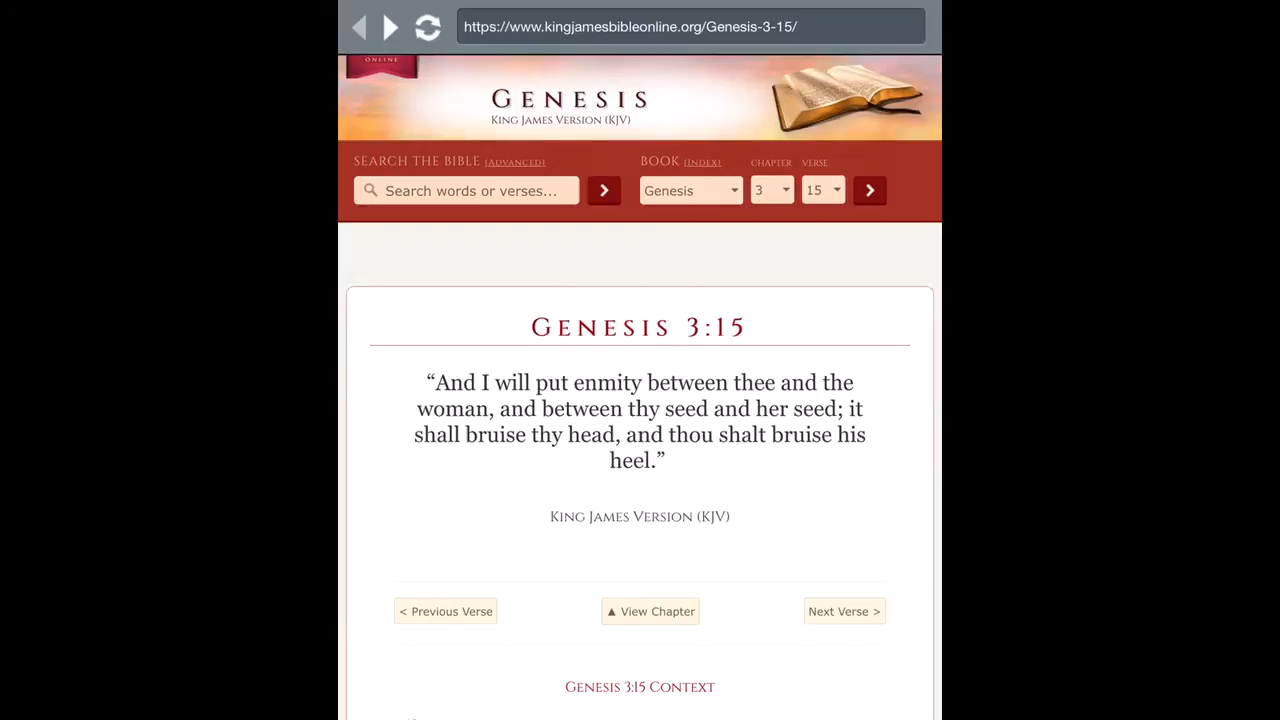 https://www.kingjamesbibleonline.org/Genesis-3-15/
ONLINE
GENESIS
KING JAMES VERSION (KJV)
SEARCH THE BIBLE [ADVANCED]
Search words or verses...
BOOK [INDEX] CHAPTER VERSE
Genesis 3 15
GENESIS 3:15
“And I will put enmity between thee and the
woman, and between thy seed and her seed; it
shall bruise thy head, and thou shalt bruise his
heel.”
KING JAMES VERSION (KJV)
< Previous Verse ▲ View Chapter Next Verse >
GENESIS 3:15 CONTEXT